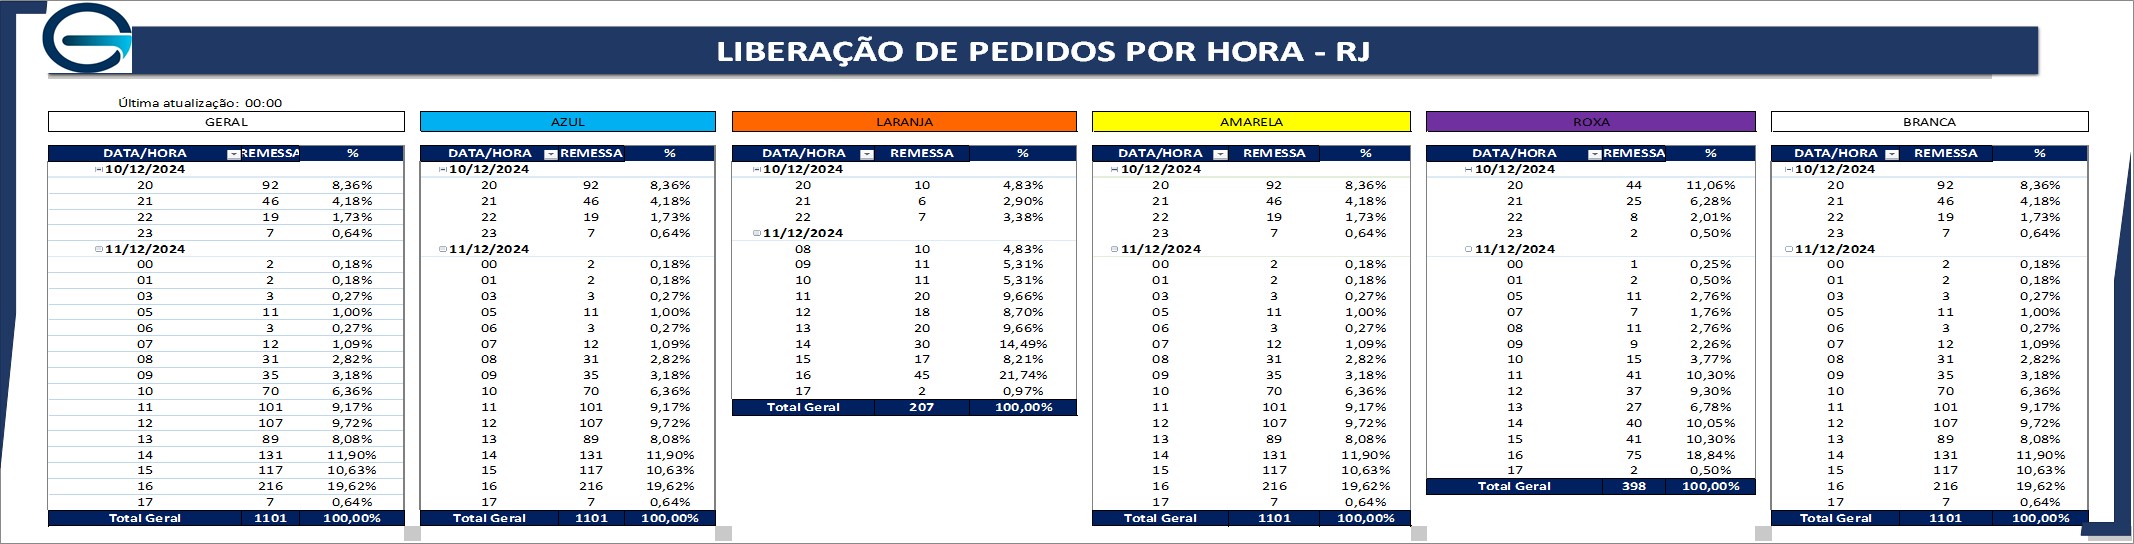 LIBERAÇÃO DE PEDIDOS POR HORA - RJ
Última atualização: 00:00
GERAL
DATA/HORA REMESSA %
10/12/2024
20 92 8,36%
21 46 4,18%
22 19 1,73%
23 7 0,64%
11/12/2024
00 2 0,18%
01 2 0,18%
03 3 0,27%
05 11 1,00%
06 3 0,27%
07 12 1,09%
08 31 2,82%
09 35 3,18%
10 70 6,36%
11 101 9,17%
12 107 9,72%
13 89 8,08%
14 131 11,90%
15 117 10,63%
16 216 19,62%
17 7 0,64%
Total Geral 1101 100,00%
AZUL
DATA/HORA REMESSA %
10/12/2024
20 92 8,36%
21 46 4,18%
22 19 1,73%
23 7 0,64%
11/12/2024
00 2 0,18%
01 2 0,18%
03 3 0,27%
05 11 1,00%
06 3 0,27%
07 12 1,09%
08 31 2,82%
09 35 3,18%
10 70 6,36%
11 101 9,17%
12 107 9,72%
13 89 8,08%
14 131 11,90%
15 117 10,63%
16 216 19,62%
17 7 0,64%
Total Geral 1101 100,00%
LARANJA
DATA/HORA REMESSA %
10/12/2024
20 10 4,83%
21 6 2,90%
22 7 3,38%
11/12/2024
08 10 4,83%
09 11 5,31%
10 11 5,31%
11 20 9,66%
12 18 8,70%
13 20 9,66%
14 30 14,49%
15 17 8,21%
16 45 21,74%
17 2 0,97%
Total Geral 207 100,00%
AMARELA
DATA/HORA REMESSA %
10/12/2024
20 92 8,36%
21 46 4,18%
22 19 1,73%
23 7 0,64%
11/12/2024
00 2 0,18%
01 2 0,18%
03 3 0,27%
05 11 1,00%
06 3 0,27%
07 12 1,09%
08 31 2,82%
09 35 3,18%
10 70 6,36%
11 101 9,17%
12 107 9,72%
13 89 8,08%
14 131 11,90%
15 117 10,63%
16 216 19,62%
17 7 0,64%
Total Geral 1101 100,00%
ROXA
DATA/HORA REMESSA %
10/12/2024
20 44 11,06%
21 25 6,28%
22 8 2,01%
23 2 0,50%
11/12/2024
00 1 0,25%
01 2 0,50%
05 11 2,76%
07 7 1,76%
08 11 2,76%
09 9 2,26%
10 15 3,77%
11 41 10,30%
12 37 9,30%
13 27 6,78%
14 40 10,05%
15 41 10,30%
16 75 18,84%
17 2 0,50%
Total Geral 398 100,00%
BRANCA
DATA/HORA REMESSA %
10/12/2024
20 92 8,36%
21 46 4,18%
22 19 1,73%
23 7 0,64%
11/12/2024
00 2 0,18%
01 2 0,18%
03 3 0,27%
05 11 1,00%
06 3 0,27%
07 12 1,09%
08 31 2,82%
09 35 3,18%
10 70 6,36%
11 101 9,17%
12 107 9,72%
13 89 8,08%
14 131 11,90%
15 117 10,63%
16 216 19,62%
17 7 0,64%
Total Geral 1101 100,00%